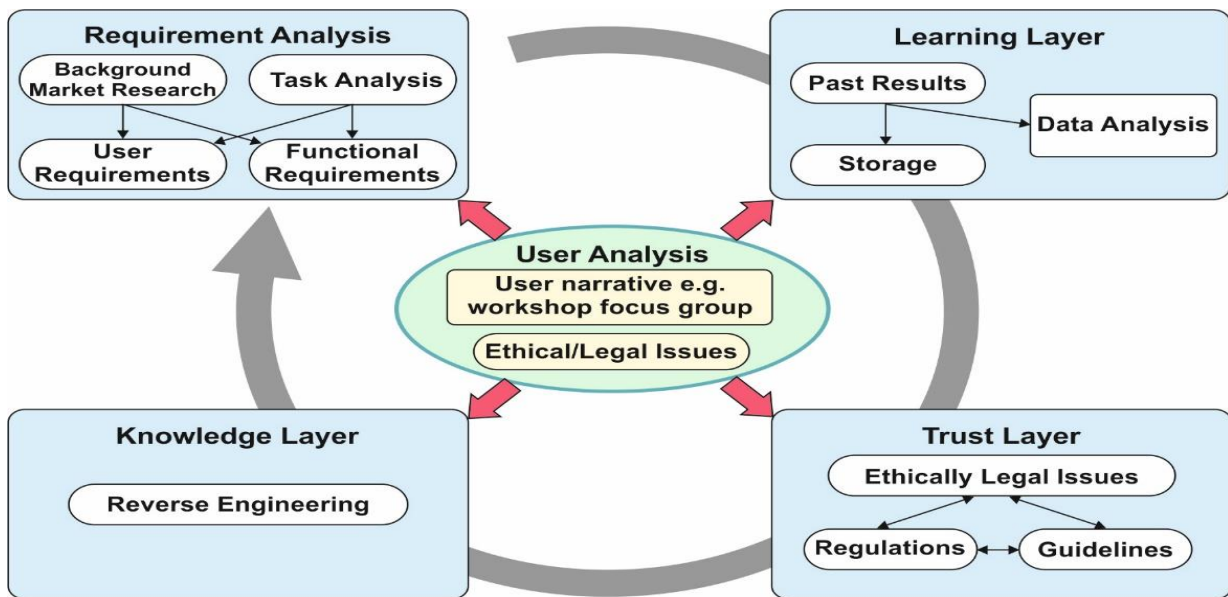 Requirement Analysis
Background
Market Research
Task Analysis
User
Requirements
Functional
Requirements
Learning Layer
Past Results
Data Analysis
Storage
User Analysis
User narrative e.g.
workshop focus group
Ethical/Legal Issues
Knowledge Layer
Reverse Engineering
Trust Layer
Ethically Legal Issues
Regulations
Guidelines